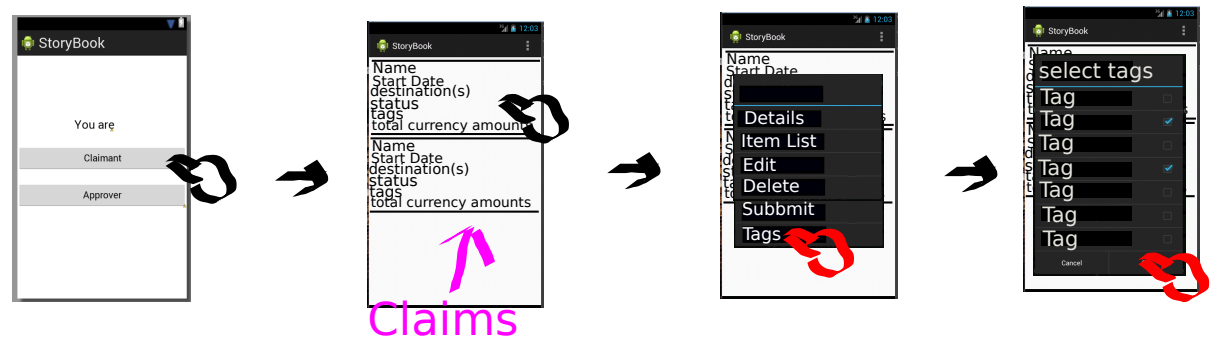 StoryBook
You are
Claimant
Approver
12:03
StoryBook
Name
Start Date
destination(s)
status
tags
total currency amounts
Name
Start Date
destination(s)
status
tags
total currency amounts
Claims
12:03
StoryBook
Name
Start Date
Details
Item List
Edit
Delete
Subbmit
Tags
12:03
StoryBook
Name
select tags
Tag
Tag
Tag
Tag
Tag
Tag
Tag
Cancel